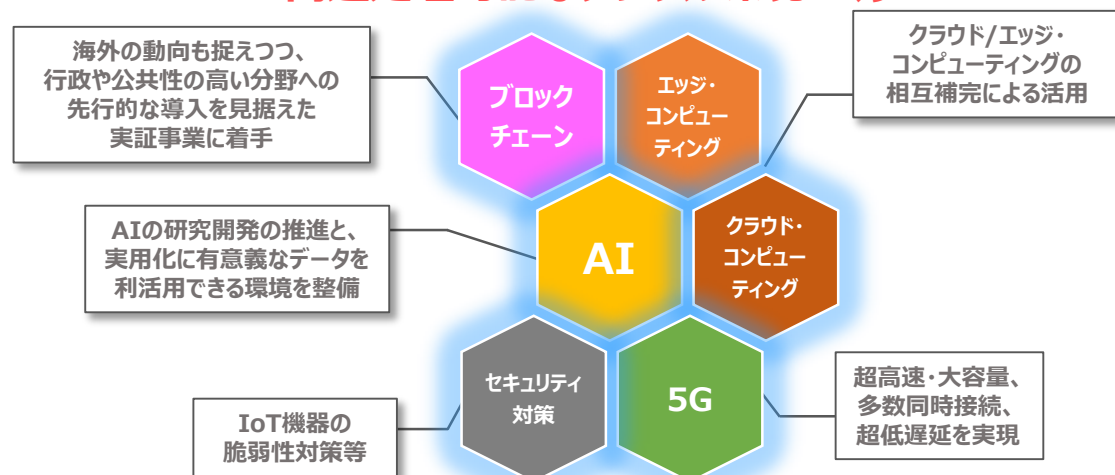 海外の動向も捉えつつ、
行政や公共性の高い分野への
先行的な導入を見据えた
実証事業に着手
ブロック
チェーン
エッジ・
コンピュー
ティング
クラウド/エッジ・
コンピューティングの
相互補完による活用
AIの研究開発の推進と、
実用化に有意義なデータを
利活用できる環境を整備
AI
クラウド・
コンピュー
ティング
セキュリティ
対策
5G
IoT機器の
脆弱性対策等
超高速・大容量、
多数同時接続、
超低遅延を実現